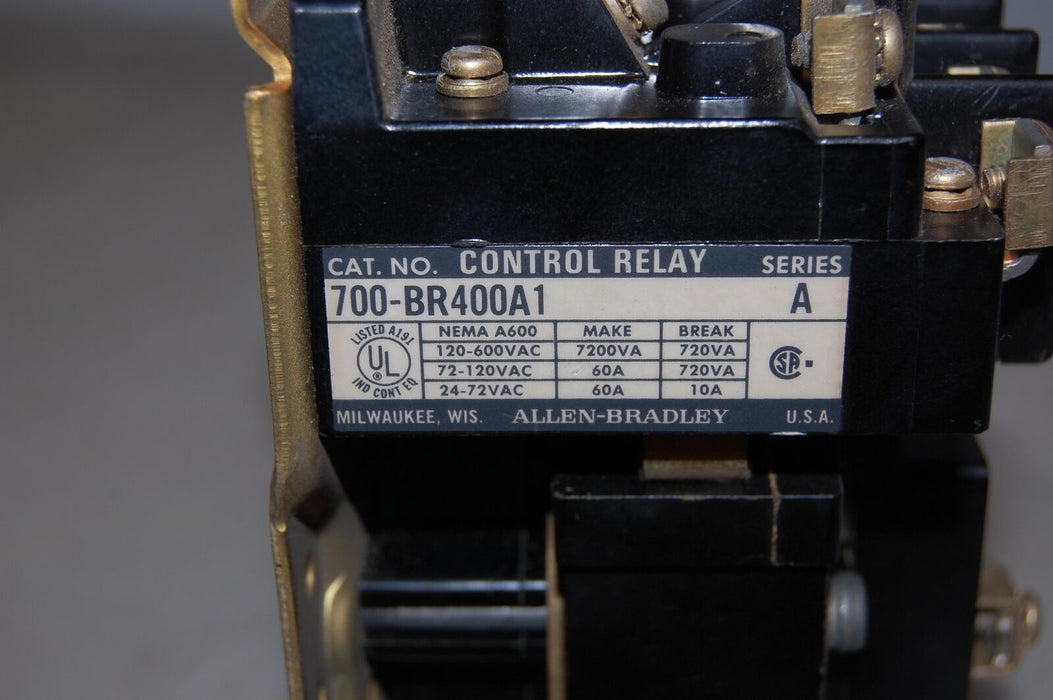 CAT. NO. CONTROL RELAY SERIES
700-BR400A1 A
LISTED A191
UL
®
IND CONT EQ
NEMA A600 MAKE BREAK
120-600VAC 7200VA 720VA
72-120VAC 60A 720VA
24-72VAC 60A 10A
SA
MILWAUKEE, WIS. ALLEN-BRADLEY U.S.A.